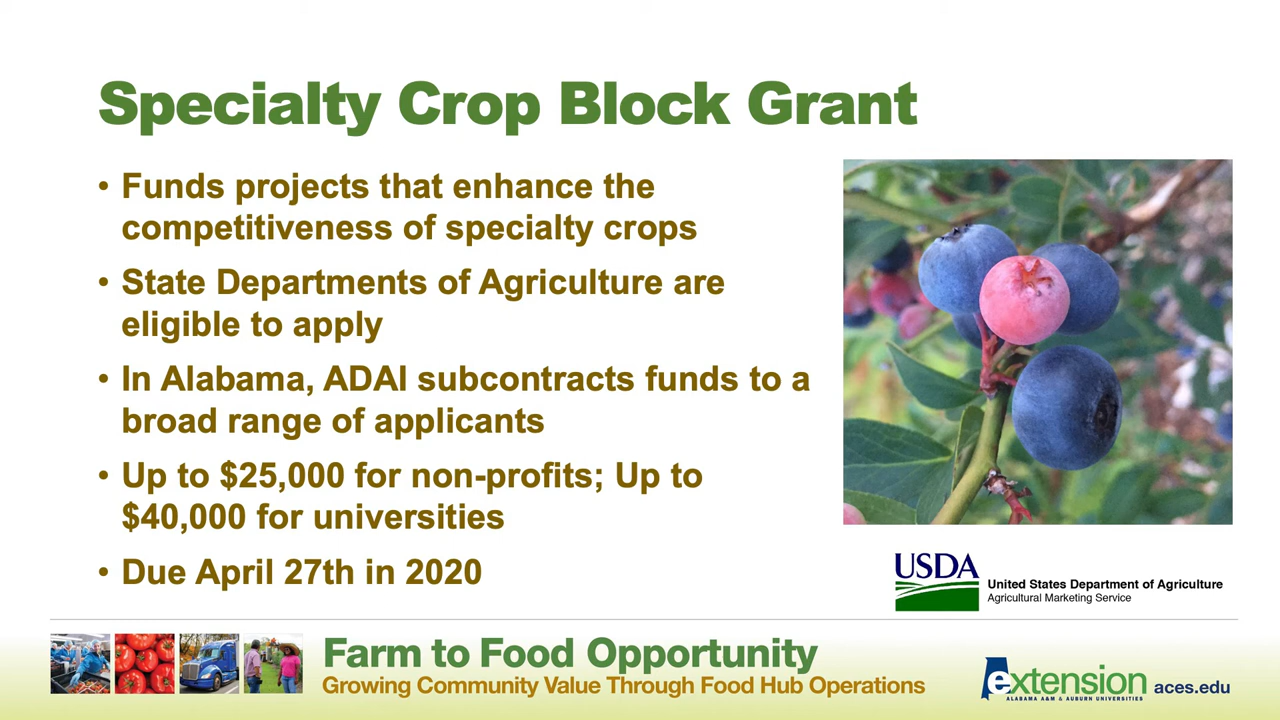 Specialty Crop Block Grant
• Funds projects that enhance the
competitiveness of specialty crops
• State Departments of Agriculture are
eligible to apply
• In Alabama, ADAI subcontracts funds to a
broad range of applicants
• Up to $25,000 for non-profits; Up to
$40,000 for universities
• Due April 27th in 2020
USDA
United States Department of Agriculture
Agricultural Marketing Service
Farm to Food Opportunity
Growing Community Value Through Food Hub Operations
extension
ALABAMA A&M & AUBURN UNIVERSITIES
aces.edu